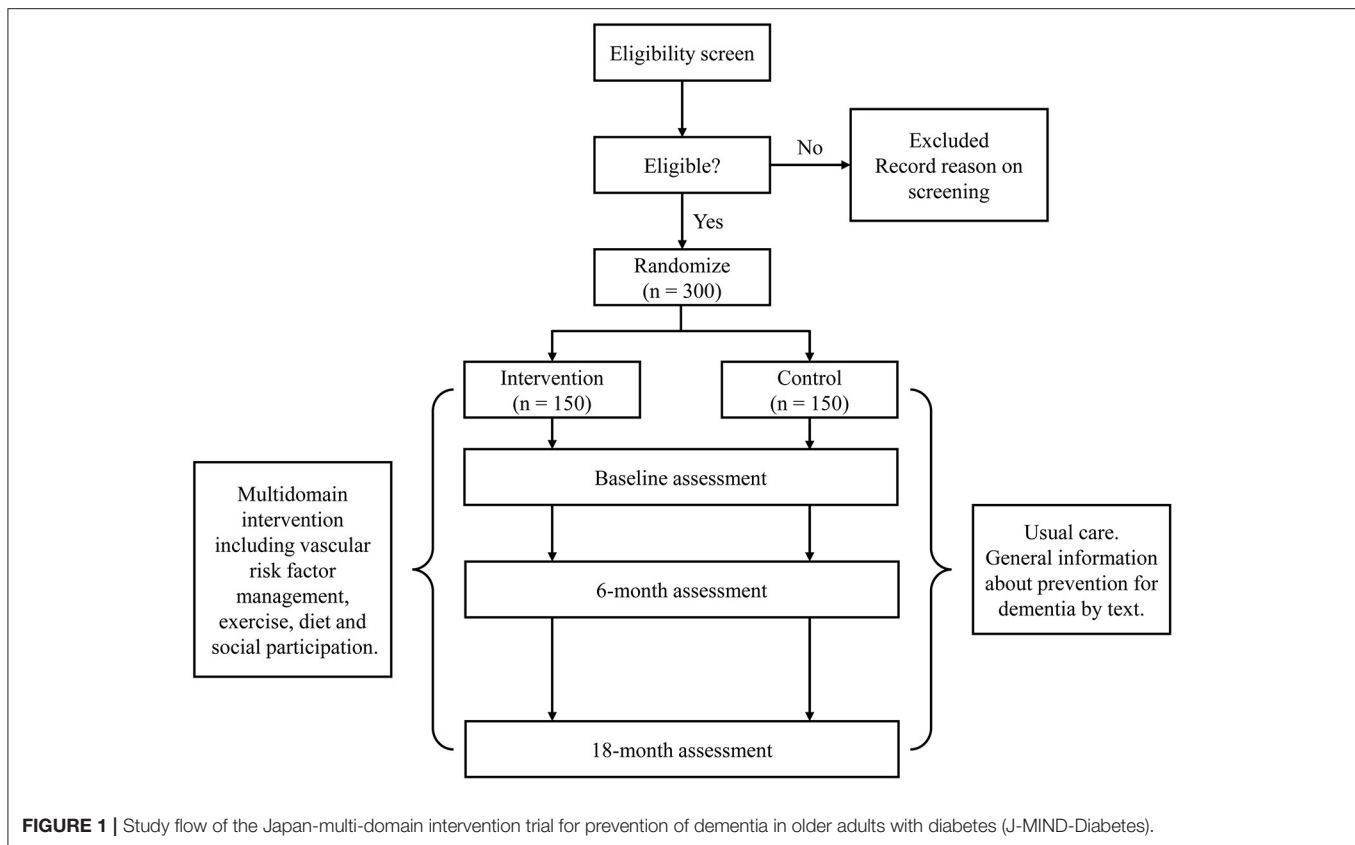 Eligibility screen
Eligible?
No
Excluded
Record reason on
screening
Yes
Randomize
(n = 300)
Intervention
(n = 150)
Control
(n = 150)
Baseline assessment
Multidomain
intervention
including vascular
risk factor
management,
exercise, diet and
social participation.
6-month assessment
Usual care.
General information
about prevention for
dementia by text.
18-month assessment
FIGURE 1 | Study flow of the Japan-multi-domain intervention trial for prevention of dementia in older adults with diabetes (J-MIND-Diabetes).